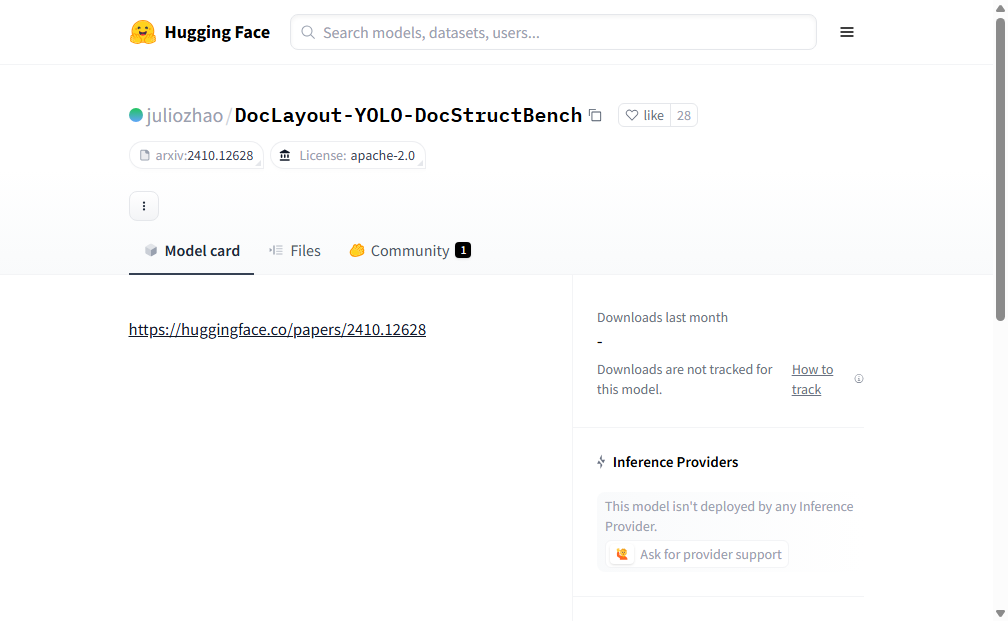 Hugging Face
Search models, datasets, users...
juliozhao/DocLayout-YOLO-DocStructBench
like 28
arxiv:2410.12628
License: apache-2.0
Model card
Files
Community 1
https://huggingface.co/papers/2410.12628
Downloads last month
-
Downloads are not tracked for
this model.
How to
track
Inference Providers
This model isn't deployed by any Inference
Provider.
Ask for provider support